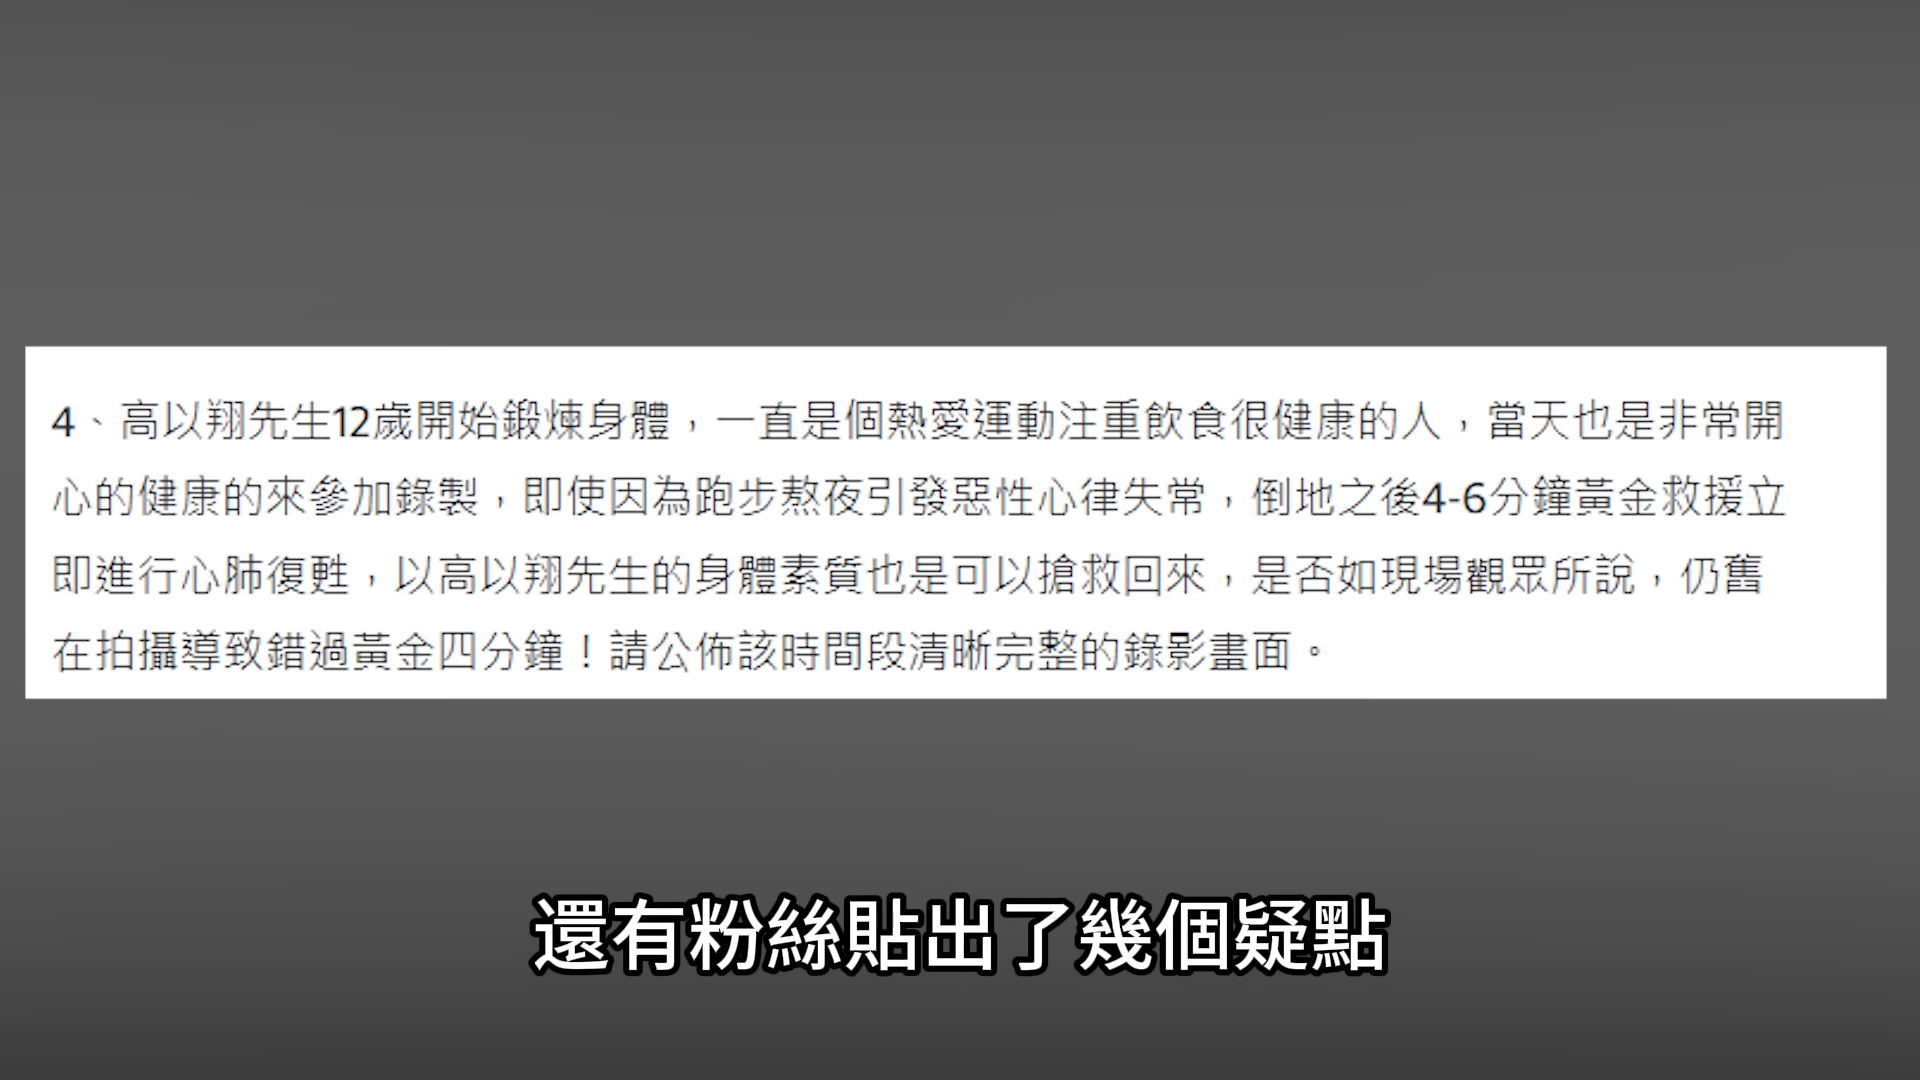 4、高以翔先生12歲開始鍛煉身體，一直是個熱愛運動注重飲食很健康的人，當天也是非常開
心的健康的來參加錄製，即使因為跑步熬夜引發惡性心律失常，倒地之後4-6分鐘黃金救援立
即進行心肺復甦，以高以翔先生的身體素質也是可以搶救回來，是否如現場觀眾所說，仍舊
在拍攝導致錯過黃金四分鐘！請公佈該時間段清晰完整的錄影畫面。
還有粉絲貼出了幾個疑點